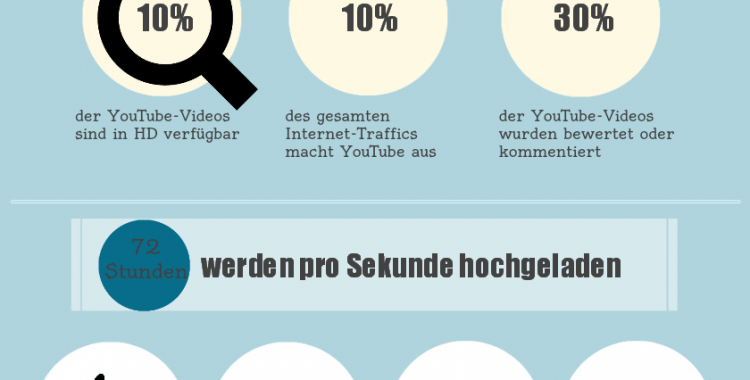 10%
der YouTube-Videos
sind in HD verfügbar
10%
des gesamten
Internet-Traffics
macht YouTube aus
30%
der YouTube-Videos
wurden bewertet oder
kommentiert
72
Stunden
werden pro Sekunde hochgeladen